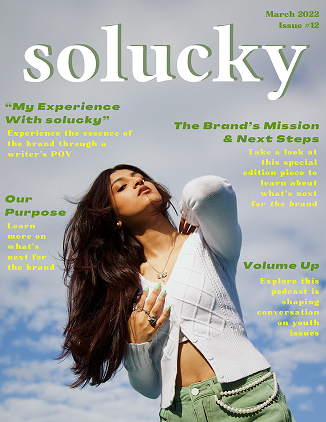 March 2022
Issue #12
solucky
“My Experience
With solucky”
Experience the essence of
the brand through a
writer's POV
The Brand's Mission
& Next Steps
Take a look at
this special
edition piece to
learn about
what's next
for the brand
Our
Purpose
Learn
more on
what's
next for
the brand
Volume Up
Explore this
podcast is
shaping
conversation
on youth
issues